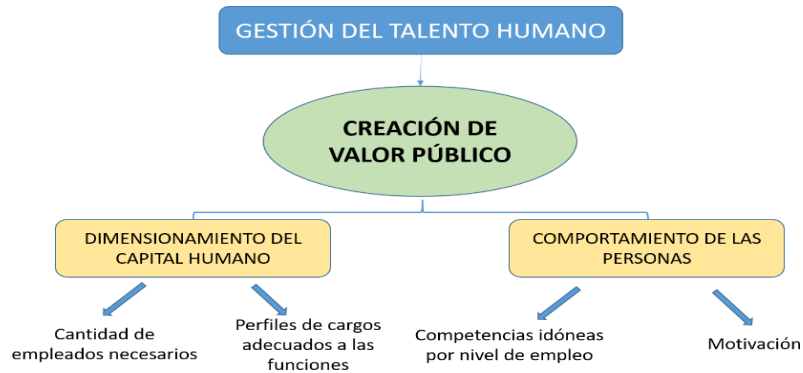 GESTIÓN DEL TALENTO HUMANO
CREACIÓN DE
VALOR PÚBLICO
DIMENSIONAMIENTO DEL
CAPITAL HUMANO
COMPORTAMIENTO DE LAS
PERSONAS
Cantidad de
empleados necesarios
Perfiles de cargos
adecuados a las
funciones
Competencias idóneas
por nivel de empleo
Motivación